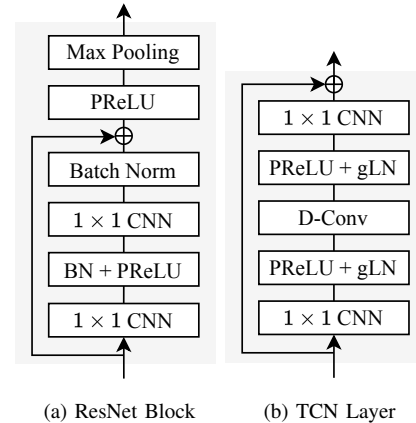 Max Pooling
PReLU
Batch Norm
1 × 1 CNN
BN + PReLU
1 × 1 CNN
(a) ResNet Block
1 × 1 CNN
PReLU + gLN
D-Conv
PReLU + gLN
1 × 1 CNN
(b) TCN Layer